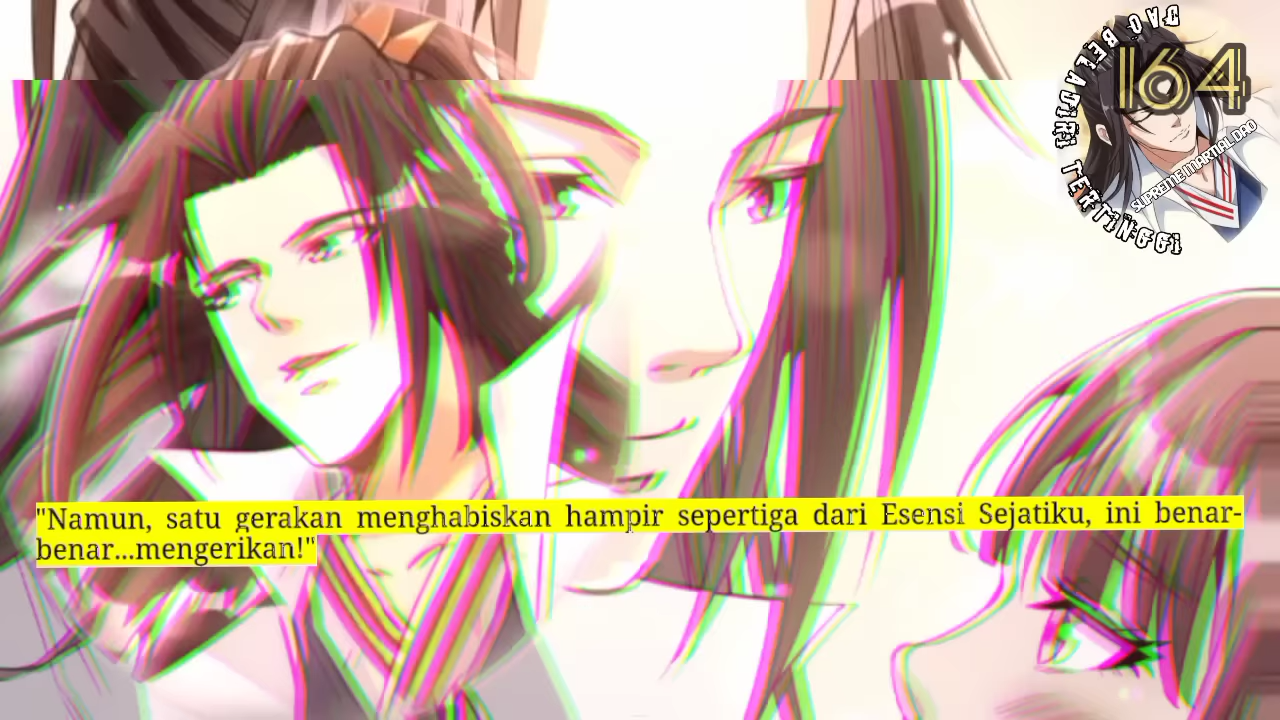 DAO BELADIRI TERTINGGI
164
SUPREME MARTIAL DAO
"Namun, satu gerakan menghabiskan hampir sepertiga dari Esensi Sejatiku, ini benar-
benar...mengerikan!"